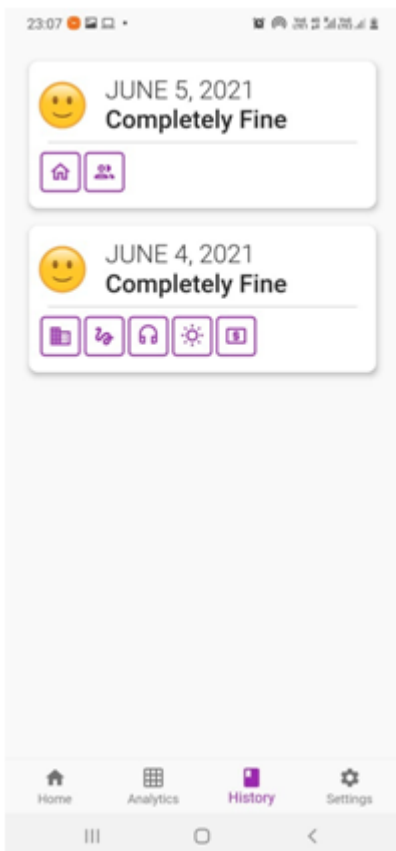 23:07
JUNE 5, 2021
Completely Fine
JUNE 4, 2021
Completely Fine
Home
Analytics
History
Settings